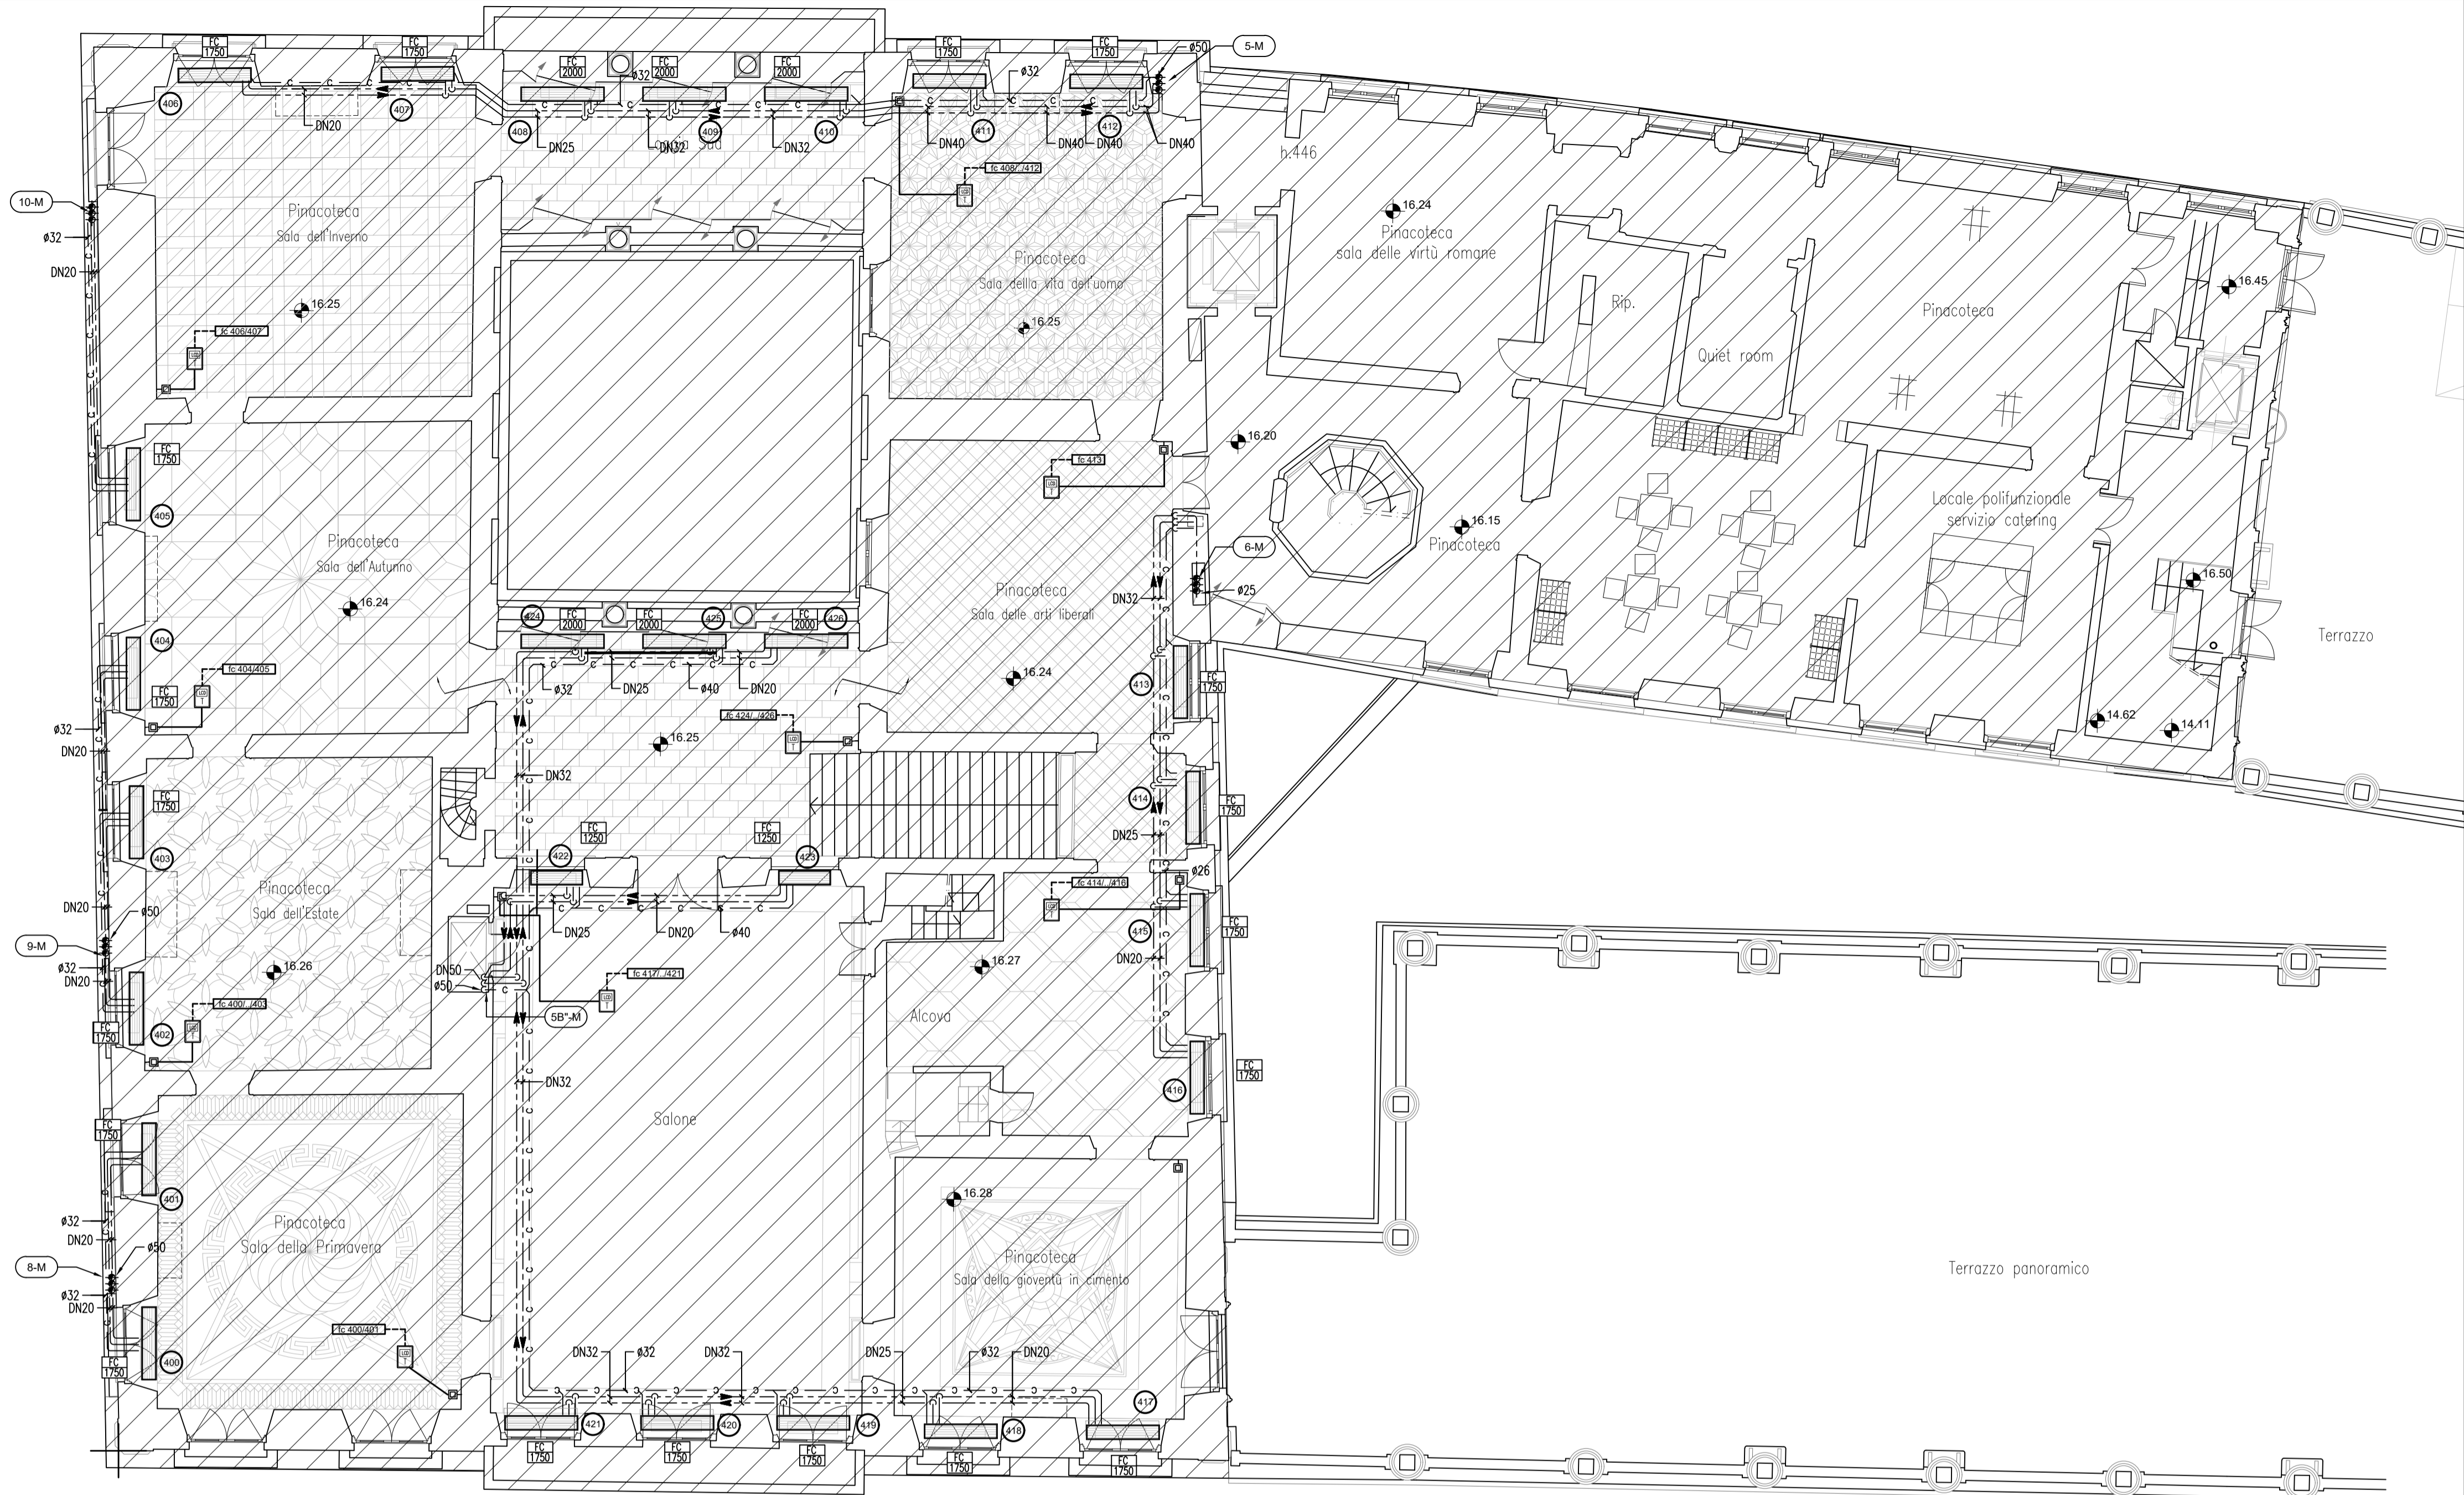 FC
1750
FC
1750
FC
2000
FC
2000
FC
2000
FC
1750
FC
1750
ø50
5-M
ø32
ø32
406
407
408
409
410
411
412
DN20
DN25
DN32
DN32
DN40
DN40
DN40
DN40
h.446
fc 408/../412
10-M
ø32
DN20
Pinacoteca
Sala dell'Inverno
16.25
fc 406/407
Pinacoteca
Sala dellla vita dell'uomo
16.25
16.24
Pinacoteca
sala delle virtù romane
Rip.
Quiet room
Pinacoteca
16.45
FC
1750
405
fc 413
16.20
16.15
Pinacoteca
Locale polifunzionale
servizio catering
16.50
Terrazzo
14.62
14.11
Pinacoteca
Sala dell'Autunno
16.24
404
FC
1750
fc 404/405
ø32
DN20
424
FC
2000
FC
2000
425
FC
2000
426
ø32
DN25
ø40
DN20
fc 424/../426
16.25
Pinacoteca
Sala delle arti liberali
16.24
6-M
ø25
DN32
413
FC
1750
414
FC
1750
DN25
ø26
FC
1750
403
DN32
FC
1250
FC
1250
422
423
DN25
DN20
ø40
fc 414/../416
415
FC
1750
DN20
Pinacoteca
Sala dell'Estate
16.26
DN20
ø50
9-M
ø32
DN20
FC
1750
402
fc 400/../403
DN50
ø50
5B"-M
fc 417/../421
16.27
Alcova
FC
1750
416
DN32
Salone
FC
1750
401
ø32
DN20
ø50
8-M
ø32
DN20
FC
1750
400
Pinacoteca
Sala della Primavera
fc 400/401
16.28
Pinacoteca
Sala della gioventù in cimento
Terrazzo panoramico
DN32
ø32
DN32
DN25
ø32
DN20
421
420
419
418
417
FC
1750
FC
1750
FC
1750
FC
1750
FC
1750